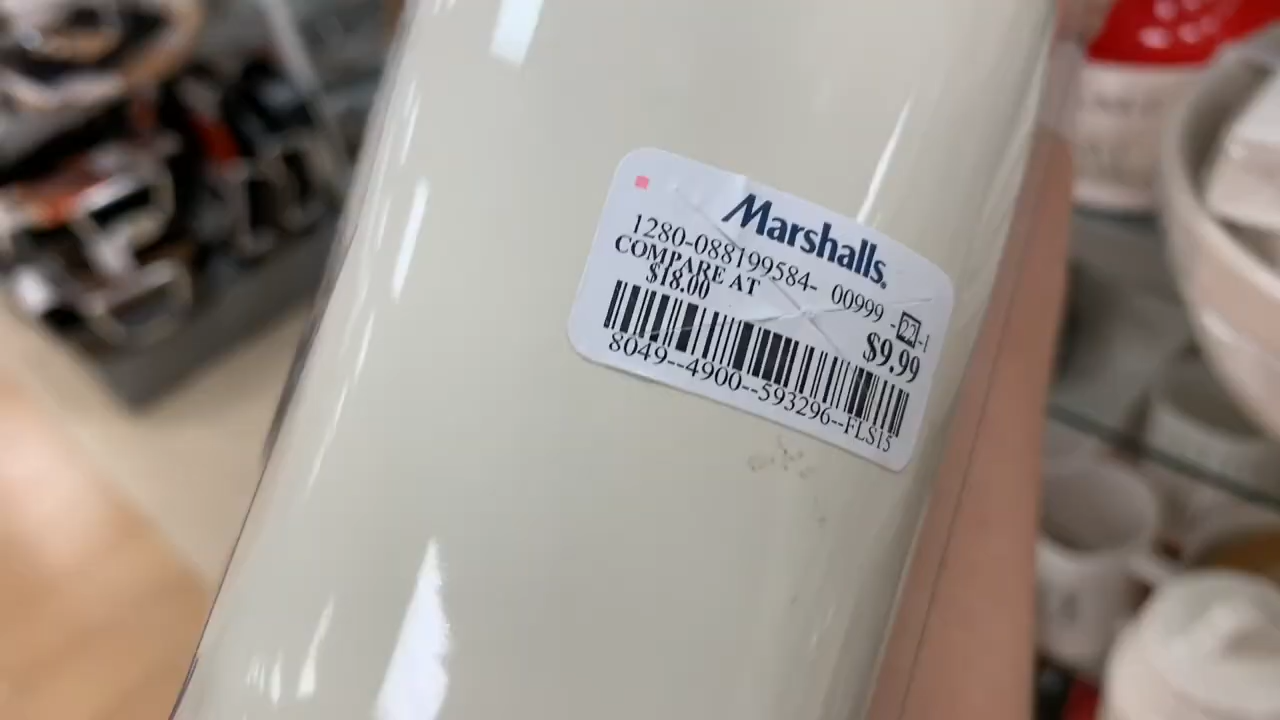 Marshalls.
1280-088199584- 00999 -22-1
COMPARE AT
$18.00
$9.99
8049--4900--593296--FLS15